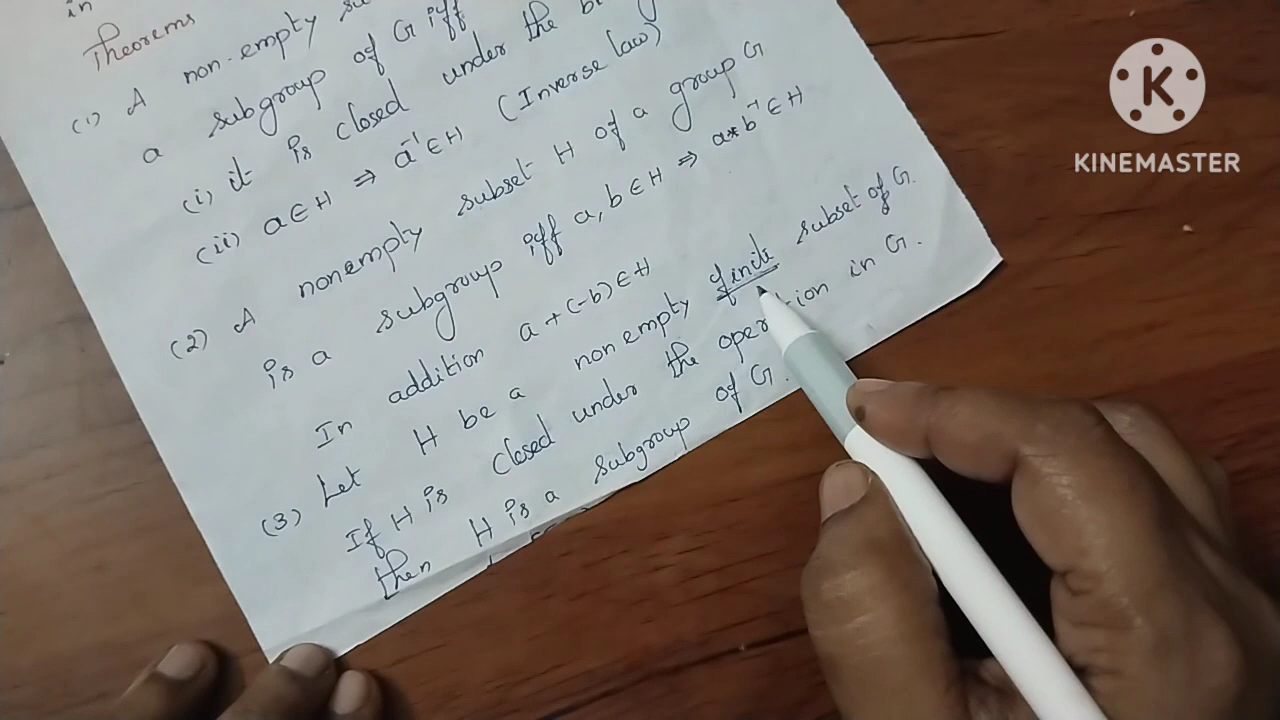 in
Theorems
(1) A non-empty
a subgroup of G iff
(i) it is closed under the
(ii) a∈H ⇒ a⁻¹∈H (Inverse law)
(2) A nonempty subset H of a group G
is a subgroup iff a, b∈H ⇒ a*b⁻¹∈H
In addition a+(-b)∈H
(3) Let H be a nonempty finite subset of G.
If H is closed under the operation in G.
then H is a subgroup of G.
K
KINEMASTER